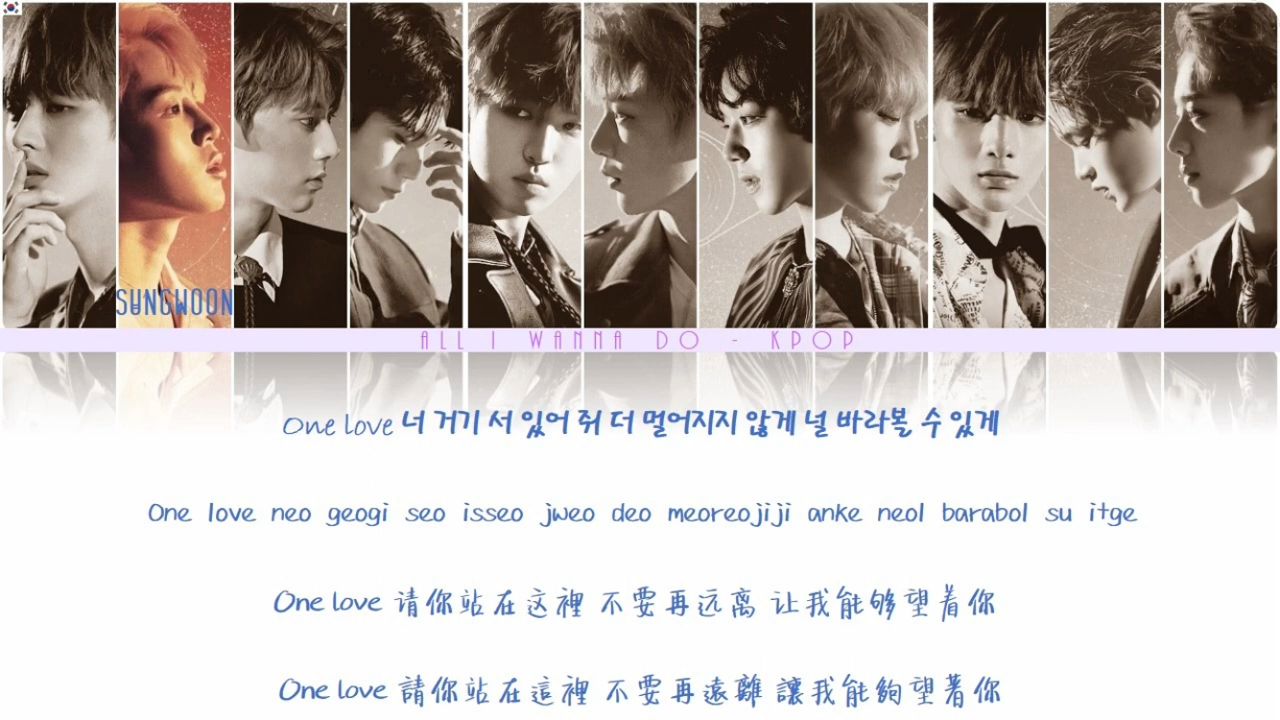 SUNGWOON
ALL I WANNA DO - KPOP
One love 너 거기 서 있어 줘 더 멀어지지 않게 널 바라볼 수 있게
One love neo geogi seo isseo jweo deo meoreojiji anke neol barabol su itge
One love 请你站在这裡 不要再远离 让我能够望着你
One love 請你站在這裡 不要再遠離 讓我能夠望著你